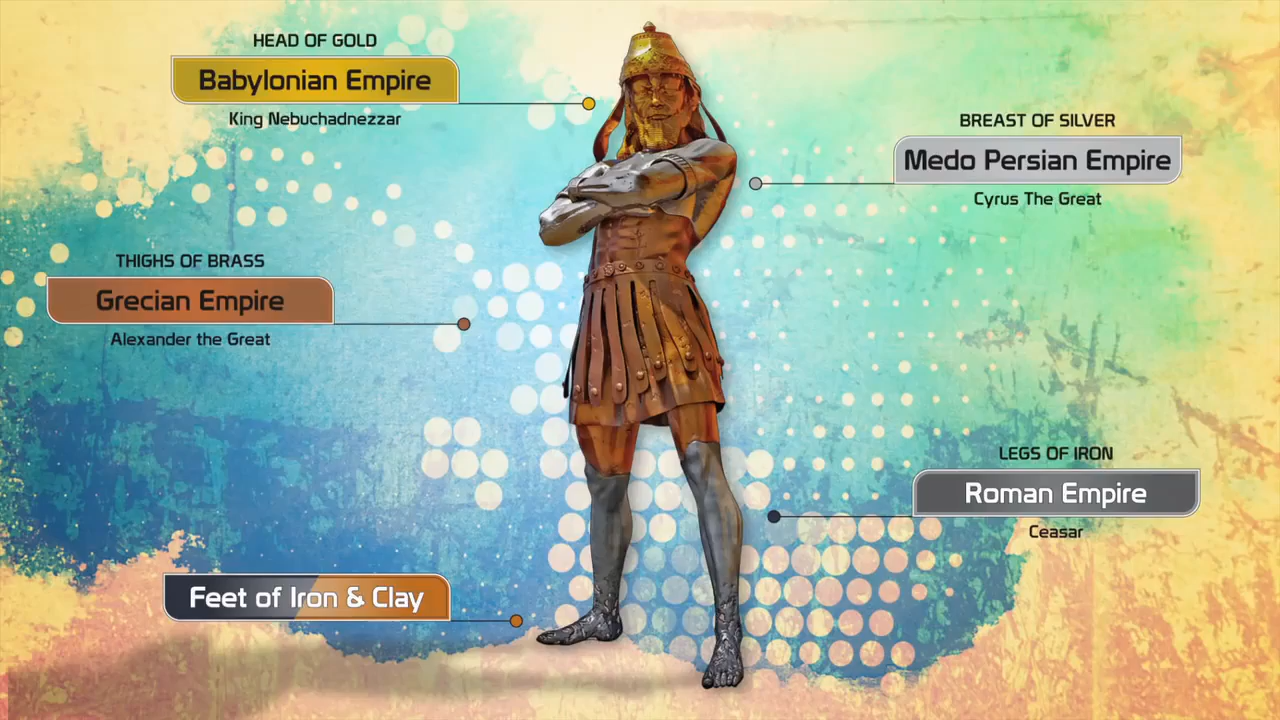 HEAD OF GOLD
Babylonian Empire
King Nebuchadnezzar
BREAST OF SILVER
Medo Persian Empire
Cyrus The Great
THIGHS OF BRASS
Grecian Empire
Alexander the Great
LEGS OF IRON
Roman Empire
Ceasar
Feet of Iron & Clay